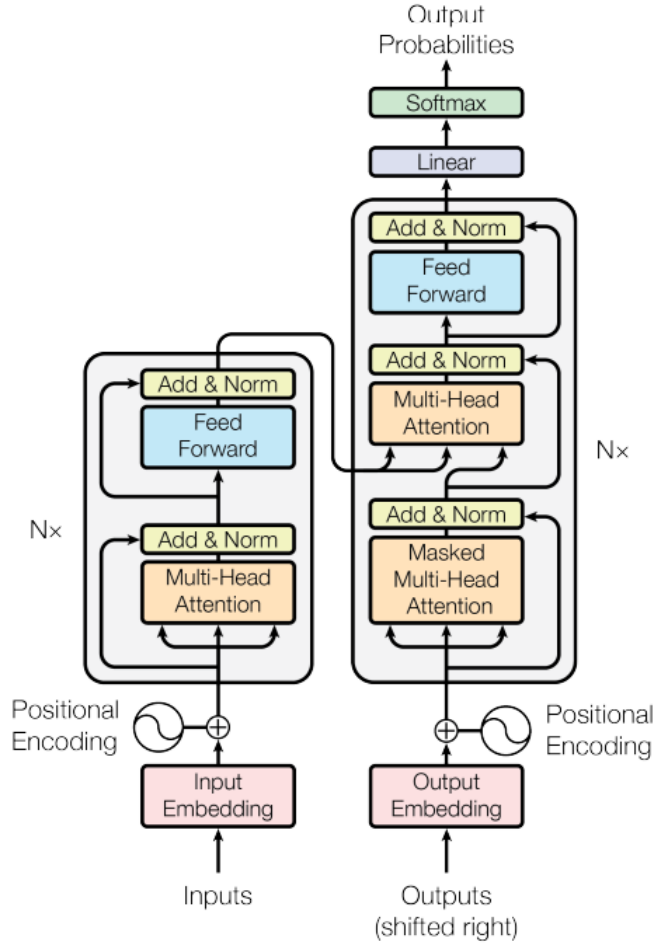 Output
Probabilities
Softmax
Linear
Add & Norm
Feed
Forward
Add & Norm
Multi-Head
Attention
Add & Norm
Masked
Multi-Head
Attention
Nx
Add & Norm
Feed
Forward
Add & Norm
Multi-Head
Attention
Nx
Positional
Encoding
Input
Embedding
Inputs
Positional
Encoding
Output
Embedding
Outputs
(shifted right)